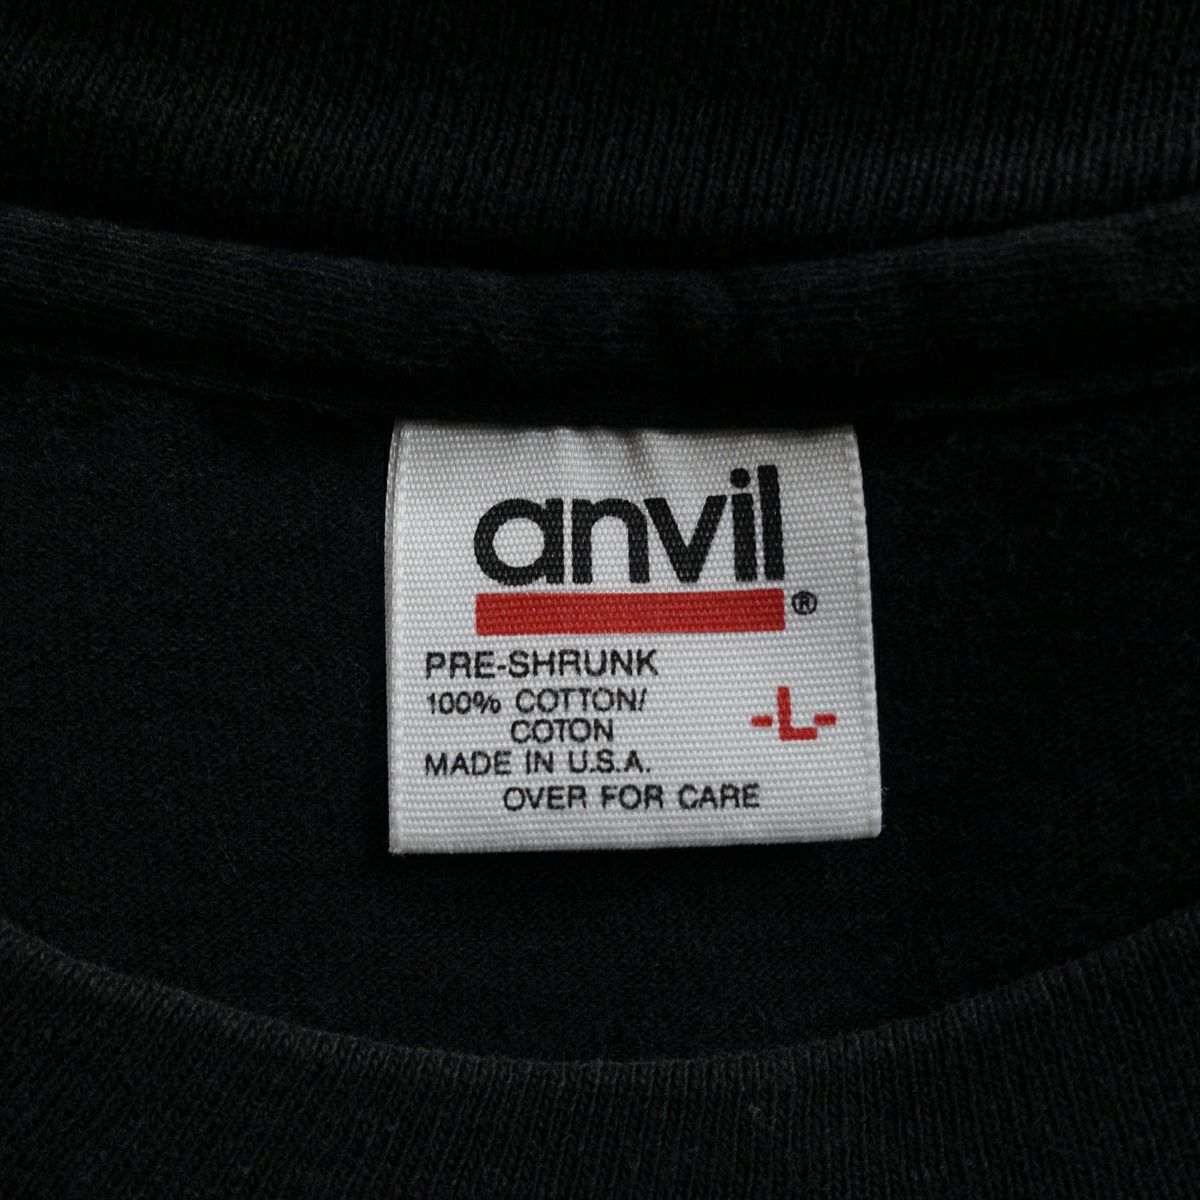 anvil®
PRE-SHRUNK
100% COTTON/
COTON
-L-
MADE IN U.S.A.
OVER FOR CARE